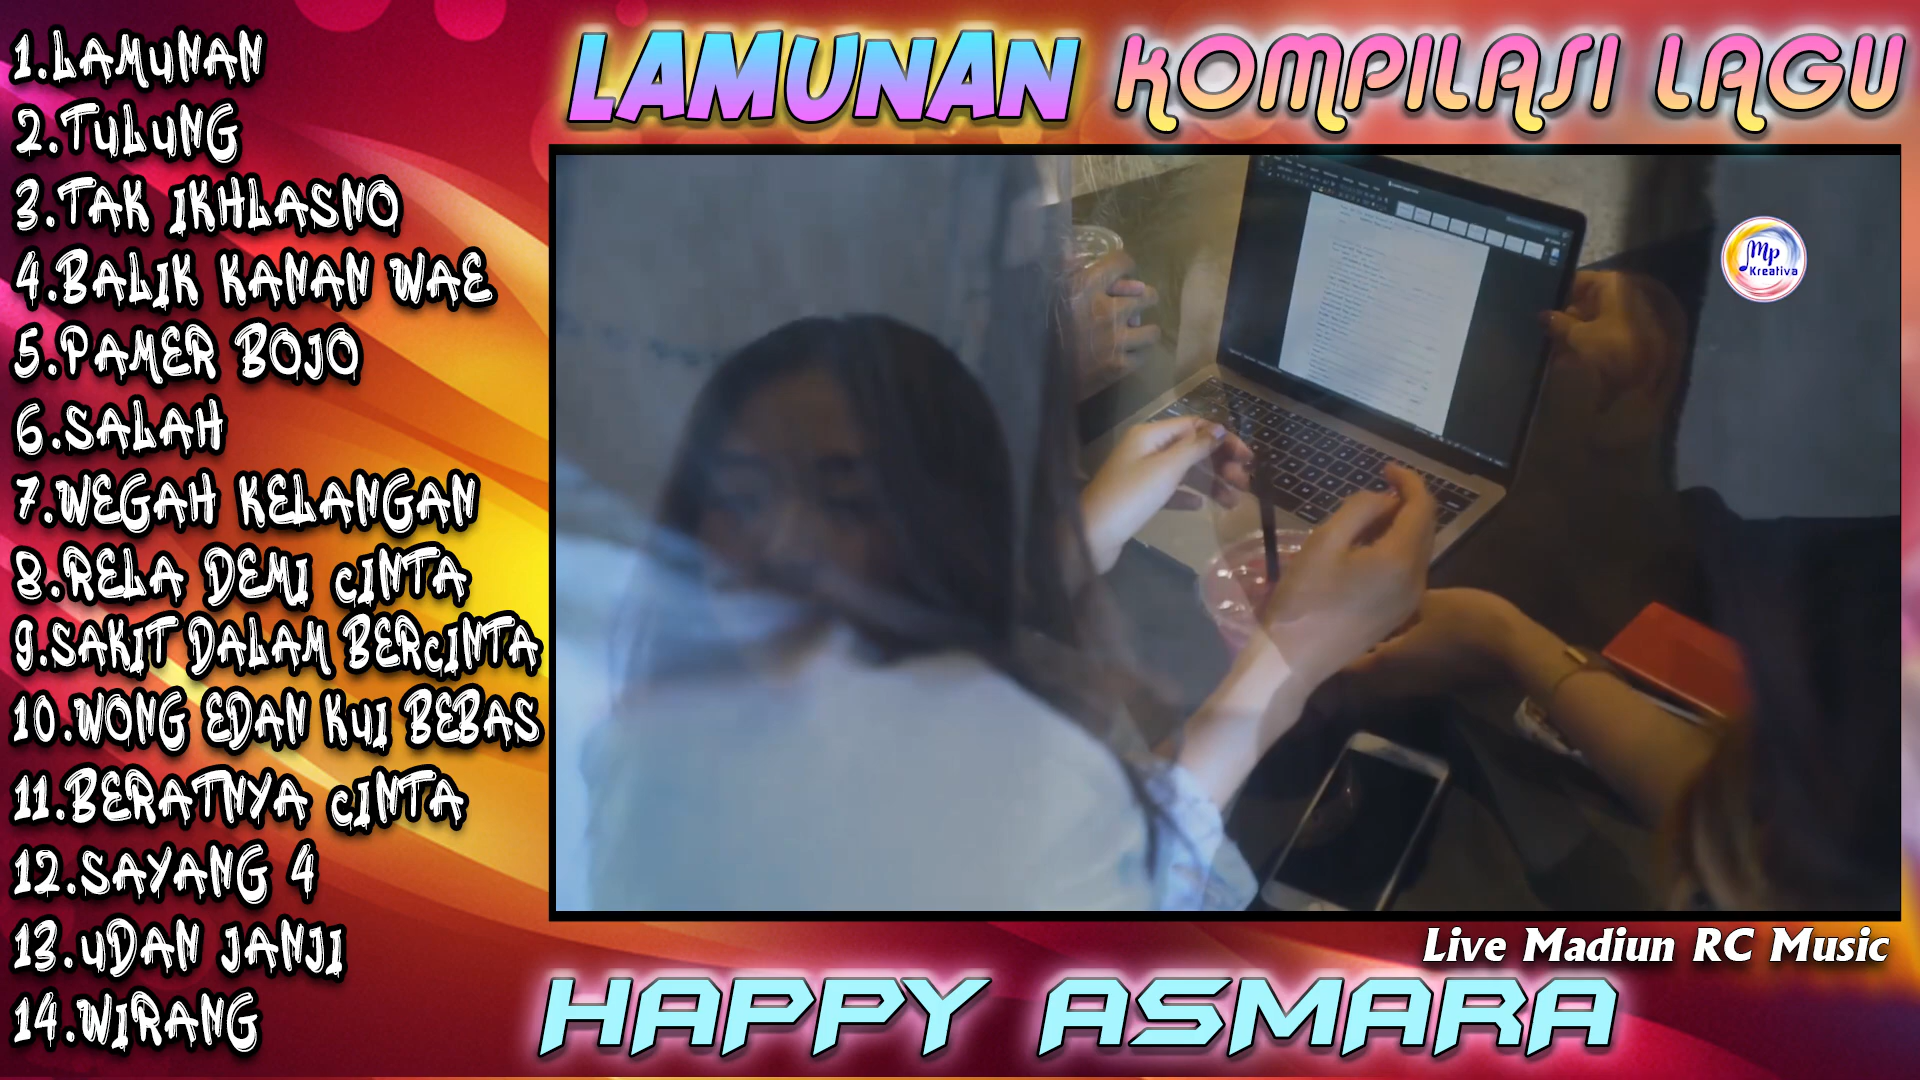 1.LAMUNAN
2.TULUNG
3.TAK IKHLASNO
4.BALIK KANAN WAE
5.PAMER BOJO
6.SALAH
7.WEGAH KELANGAN
8.RELA DEMI CINTA
9.SAKIT DALAM BERCINTA
10.WONG EDAN KUI BEBAS
11.BERATNYA CINTA
12.SAYANG 4
13.UDAN JANJI
14.WIRANG
LAMUNAN KOMPILASI LAGU
Mp
Kreativa
Live Madiun RC Music
HAPPY ASMARA